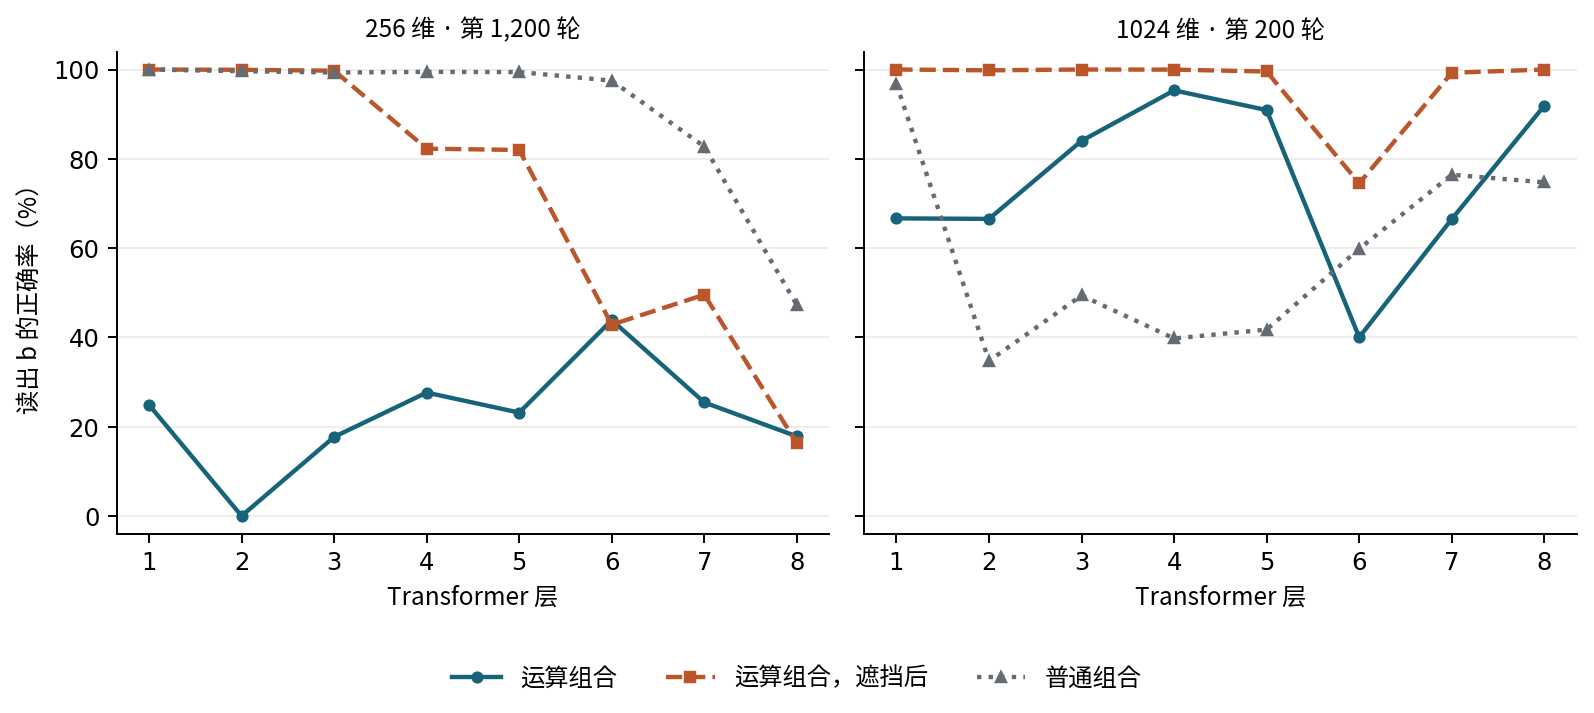 256 维 · 第 1,200 轮
1024 维 · 第 200 轮
读出 b 的正确率（%）
100
80
60
40
20
0
1 2 3 4 5 6 7 8
1 2 3 4 5 6 7 8
Transformer 层
Transformer 层
运算组合
运算组合，遮挡后
普通组合